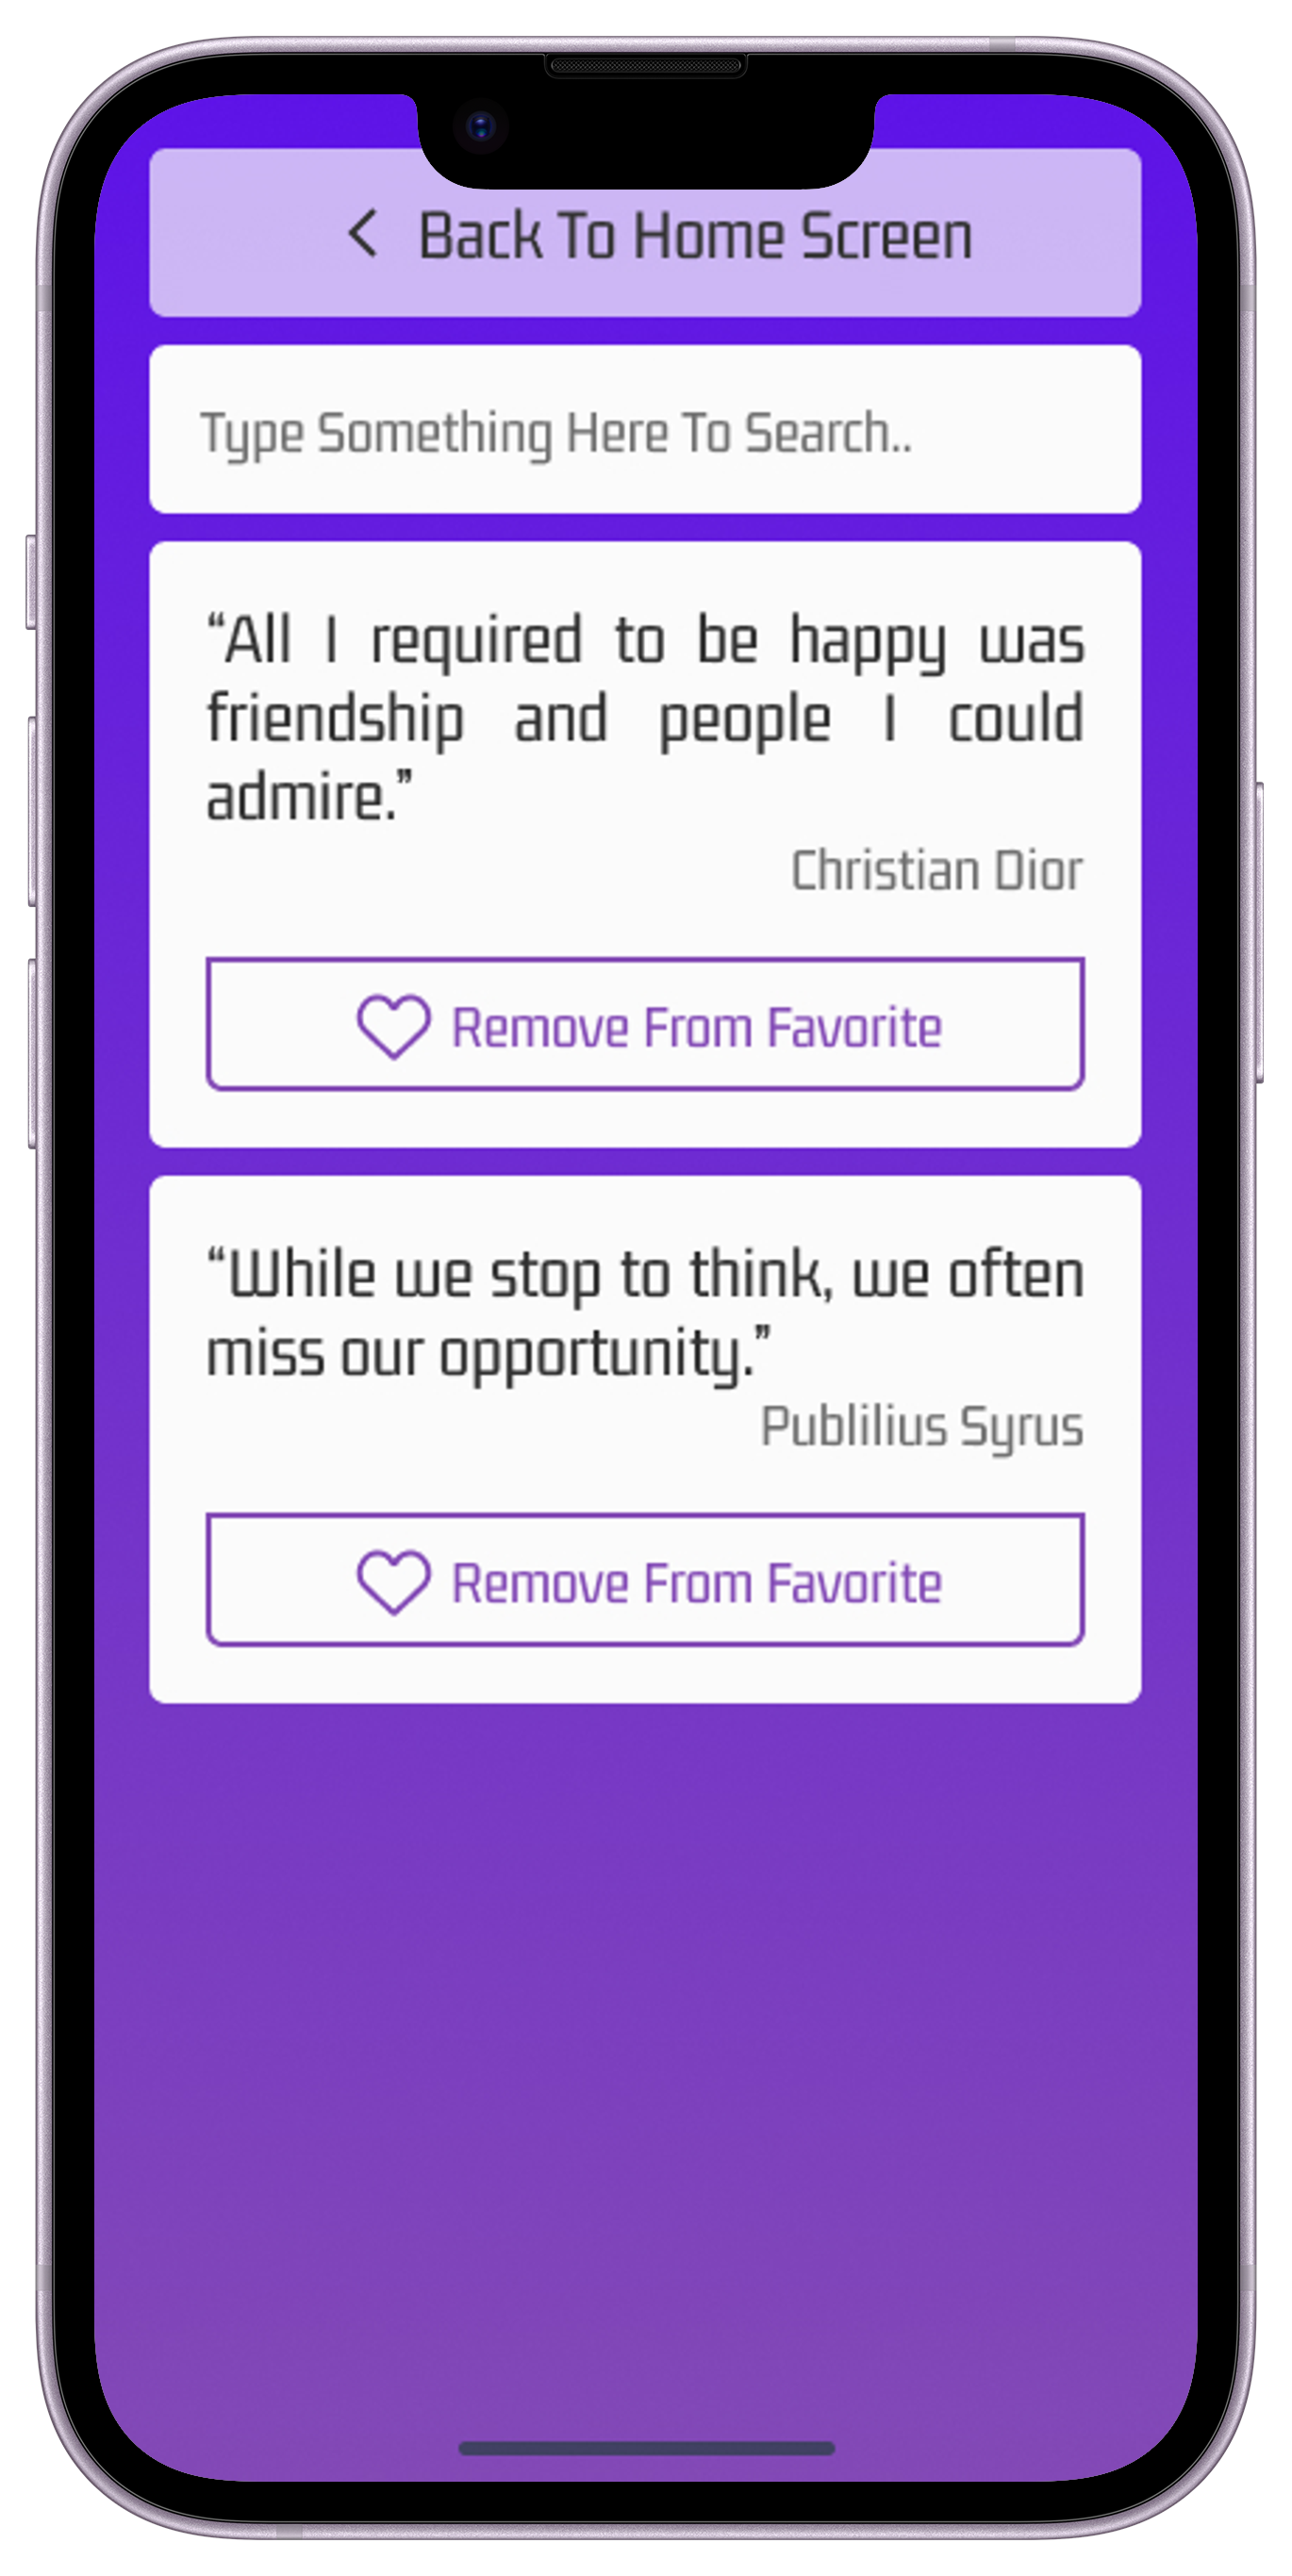 Back To Home Screen
Type Something Here To Search..
“All I required to be happy was
friendship and people I could
admire.”
Christian Dior
Remove From Favorite
“While we stop to think, we often
miss our opportunity.”
Publilius Syrus
Remove From Favorite